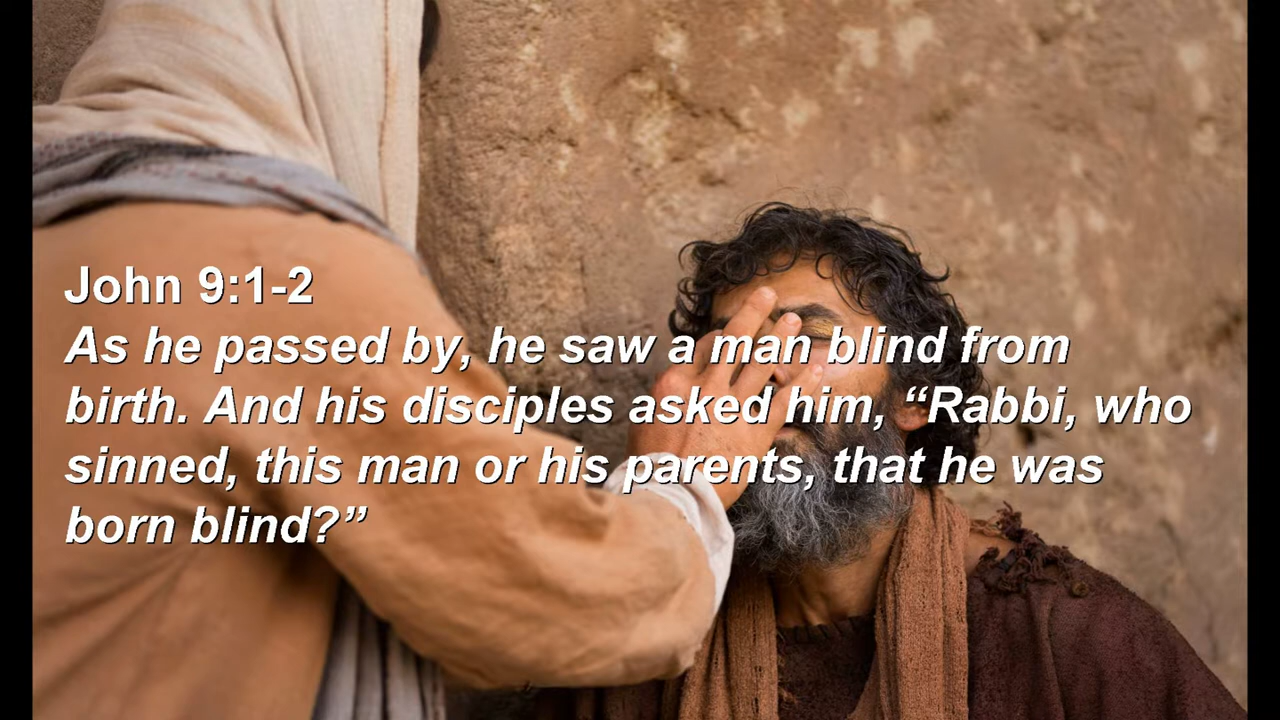 John 9:1-2
As he passed by, he saw a man blind from
birth. And his disciples asked him, “Rabbi, who
sinned, this man or his parents, that he was
born blind?”